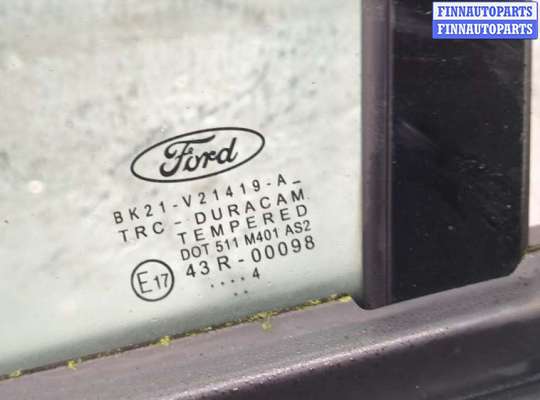 FINNAUTOPARTS
FINNAUTOPARTS
Ford
BK21-V21419-A
TRC-DURACAM
TEMPERED
DOT 511 M401 AS2
E17 43R-00098
....4
..